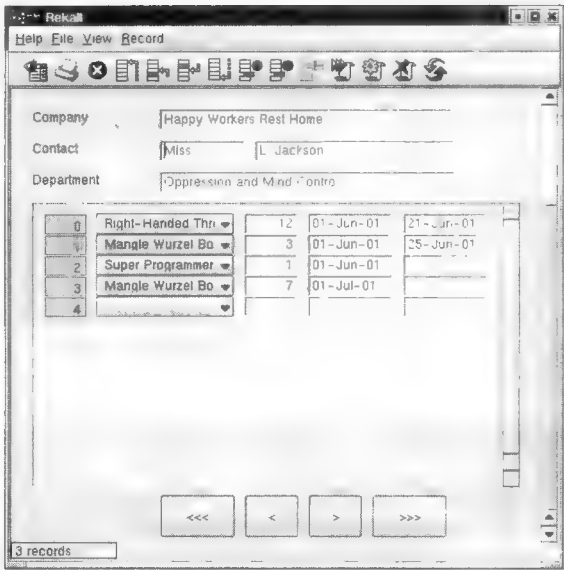 Rekall
Help File View Record
Company Happy Workers Rest Home
Contact Miss L Jackson
Department Oppression and Mind Contro
0 Right-Handed Thr 12 01-Jun-01 21-Jun-01
1 Mangle Wurzel Bo 3 01-Jun-01 25-Jun-01
2 Super Programmer 1 01-Jun-01
3 Mangle Wurzel Bo 7 01-Jul-01
4
<<< < > >>>
3 records